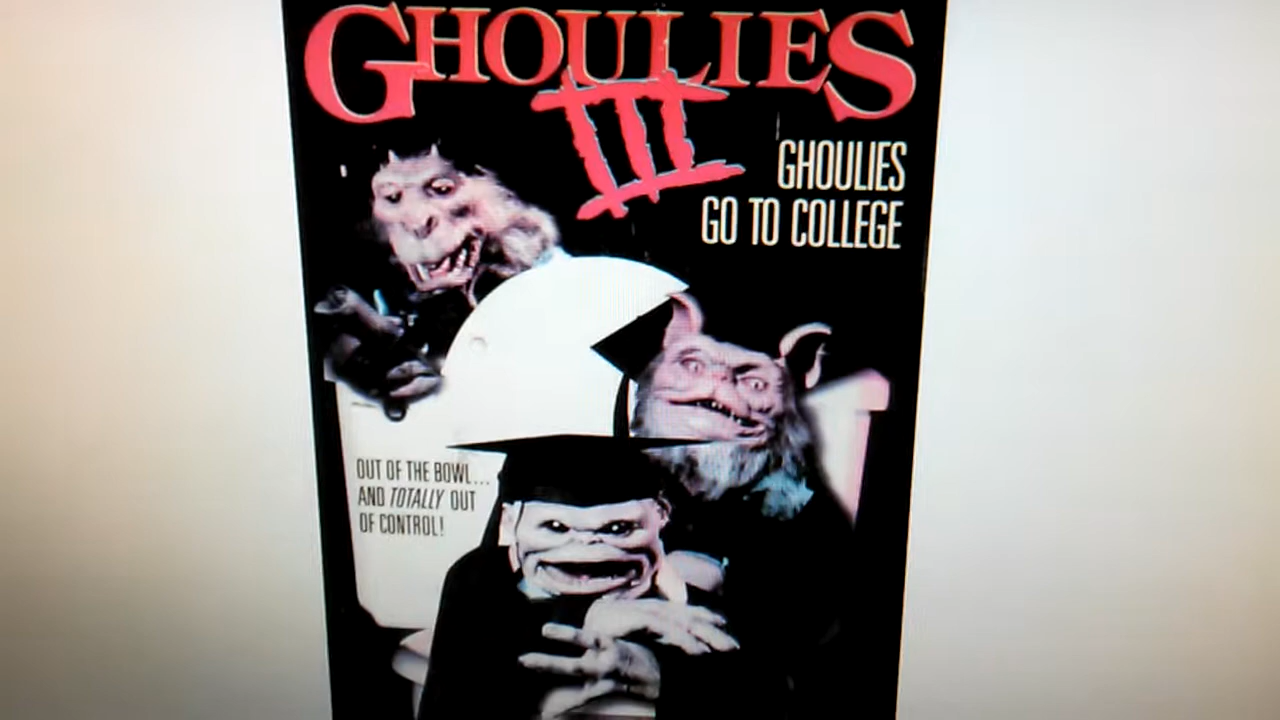 GHOULIES
III
GHOULIES
GO TO COLLEGE
OUT OF THE BOWL...
AND TOTALLY OUT
OF CONTROL!